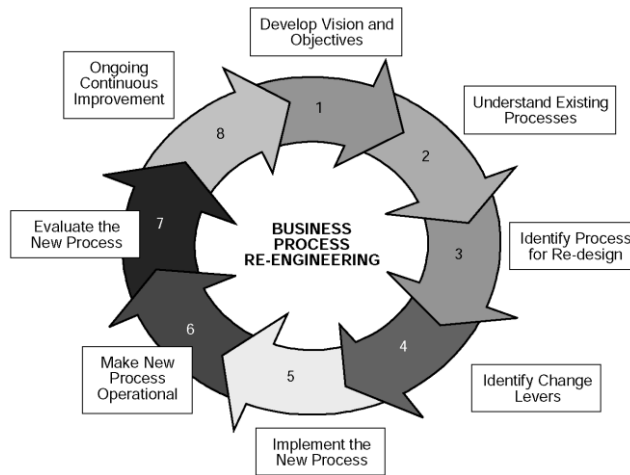 Develop Vision and
Objectives
Ongoing
Continuous
Improvement
1
8
Understand Existing
Processes
2
Evaluate the
New Process
7
BUSINESS
PROCESS
RE-ENGINEERING
3
Identify Process
for Re-design
6
4
Make New
Process
Operational
5
Identify Change
Levers
Implement the
New Process